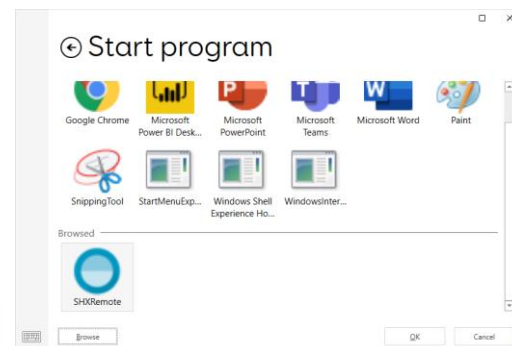 Start program
Google Chrome
Microsoft
Power BI Desk...
Microsoft
PowerPoint
Microsoft
Teams
Microsoft Word
Paint
SnippingTool
StartMenuExp...
Windows Shell
Experience Ho...
WindowsInter...
Browsed
SHXRemote
Browse
OK
Cancel